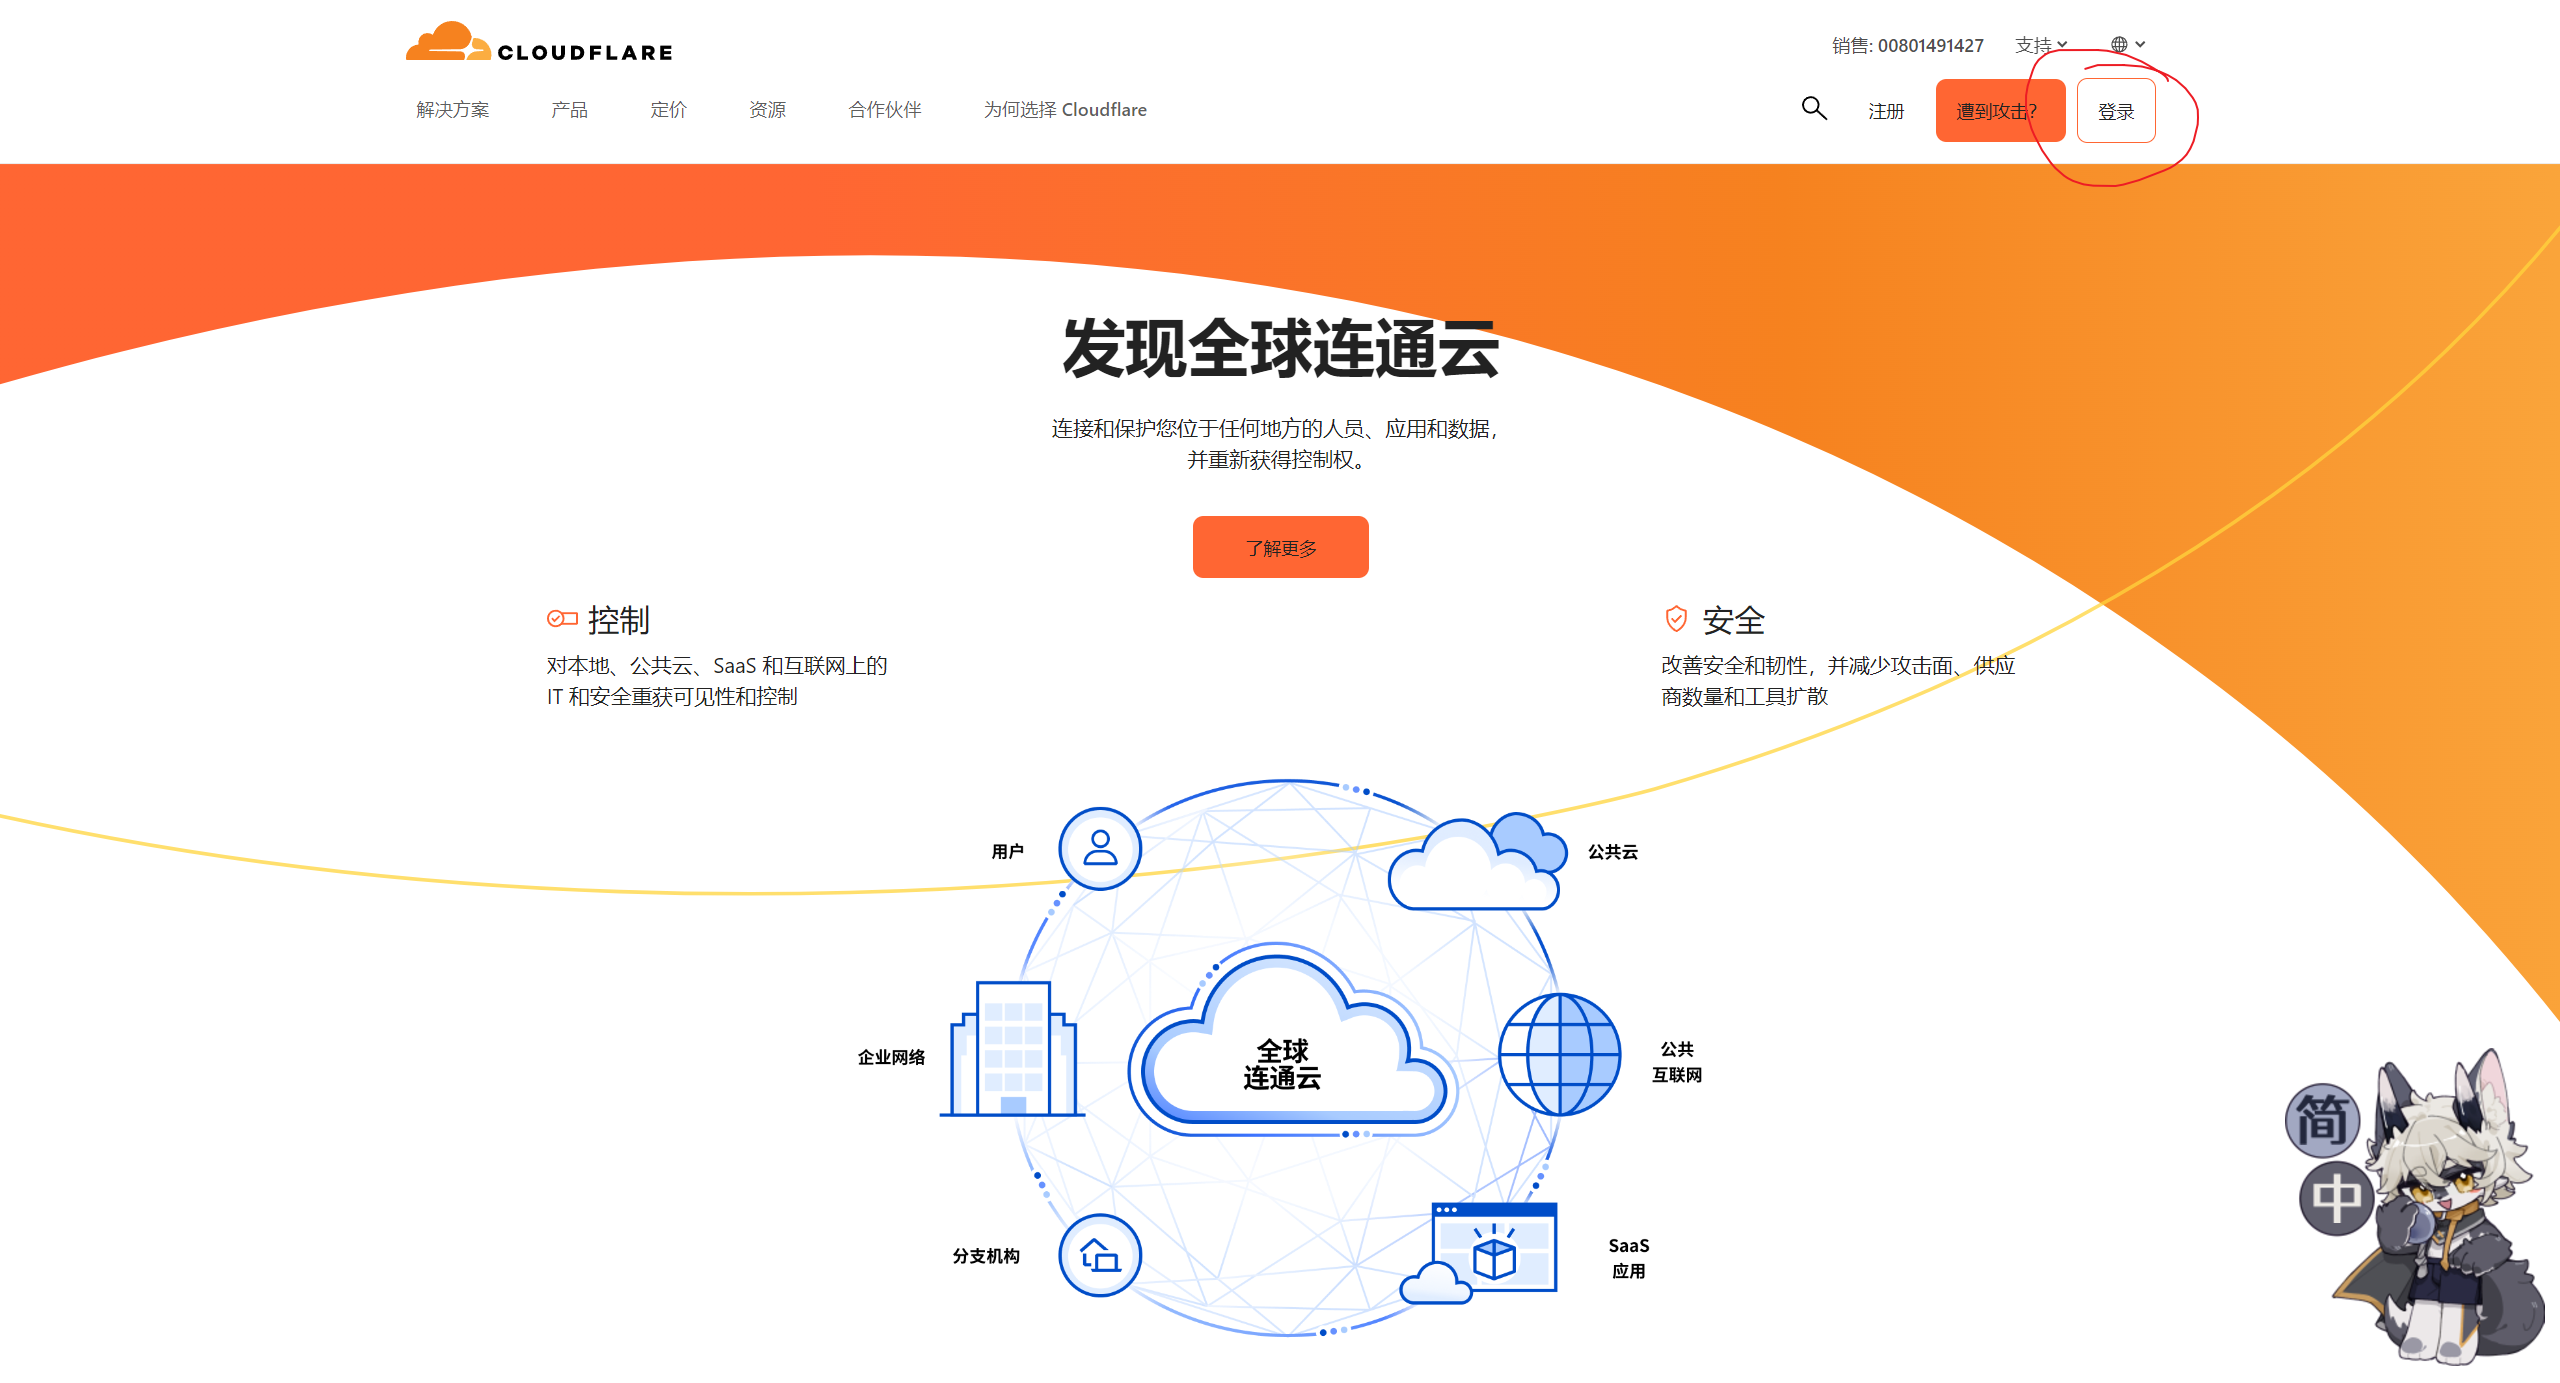 CLOUDFLARE
销售: 00801491427 支持
解决方案 产品 定价 资源 合作伙伴 为何选择 Cloudflare
注册 遭到攻击? 登录
发现全球连通云
连接和保护您位于任何地方的人员、应用和数据，
并重新获得控制权。
了解更多
控制
对本地、公共云、SaaS 和互联网上的
IT 和安全重获可见性和控制
安全
改善安全和韧性，并减少攻击面、供应
商数量和工具扩散
用户
公共云
企业网络
全球
连通云
公共
互联网
分支机构
SaaS
应用
简
中